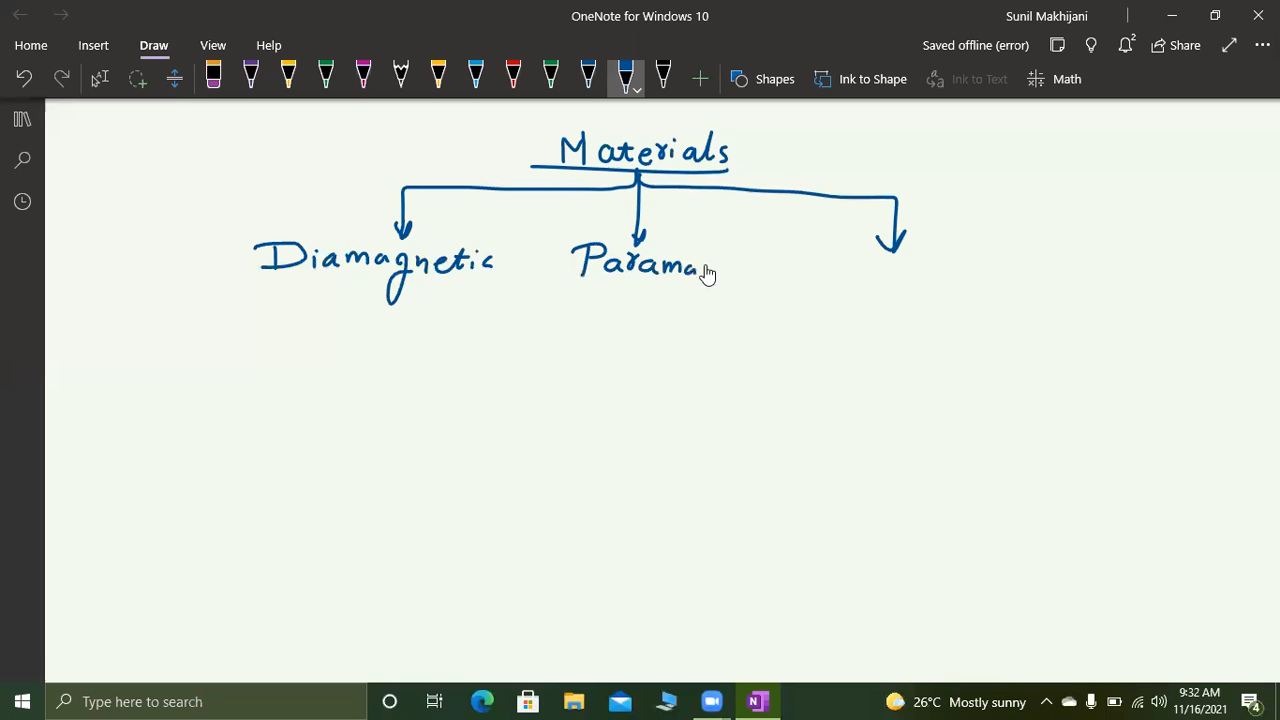 OneNote for Windows 10
Sunil Makhijani
Home Insert Draw View Help
Saved offline (error) Share
Shapes Ink to Shape Ink to Text Math
Materials
Diamagnetic Parama
Type here to search
26°C Mostly sunny
9:32 AM
11/16/2021
4